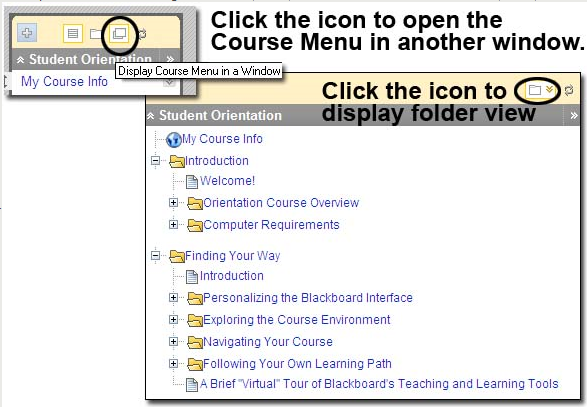 Click the icon to open the
Course Menu in another window.
Student Orientation
Display Course Menu in a Window
My Course Info
Click the icon to
display folder view
Student Orientation
My Course Info
Introduction
Welcome!
Orientation Course Overview
Computer Requirements
Finding Your Way
Introduction
Personalizing the Blackboard Interface
Exploring the Course Environment
Navigating Your Course
Following Your Own Learning Path
A Brief "Virtual" Tour of Blackboard's Teaching and Learning Tools